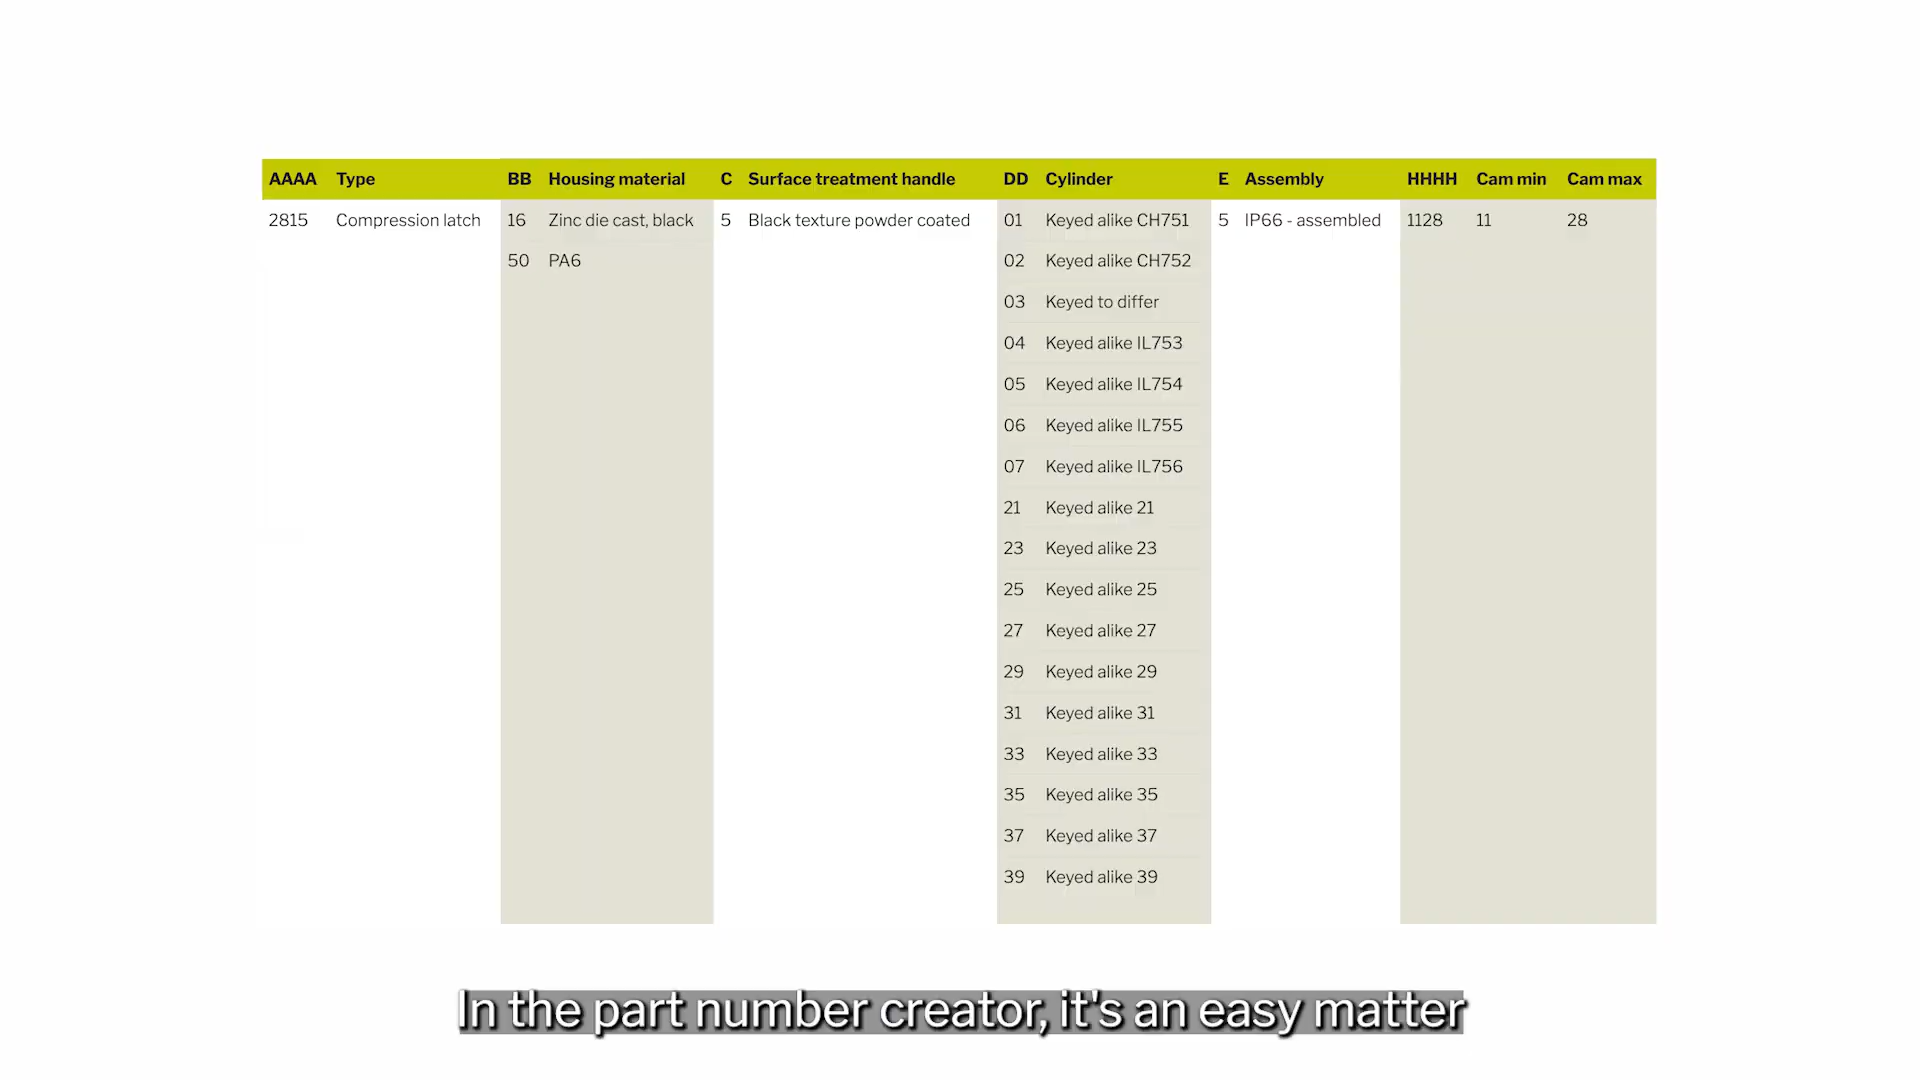 AAAA Type BB Housing material C Surface treatment handle DD Cylinder E Assembly HHHH Cam min Cam max
2815 Compression latch 16 Zinc die cast, black 5 Black texture powder coated 01 Keyed alike CH751 5 IP66 - assembled 1128 11 28
50 PA6 02 Keyed alike CH752
03 Keyed to differ
04 Keyed alike IL753
05 Keyed alike IL754
06 Keyed alike IL755
07 Keyed alike IL756
21 Keyed alike 21
23 Keyed alike 23
25 Keyed alike 25
27 Keyed alike 27
29 Keyed alike 29
31 Keyed alike 31
33 Keyed alike 33
35 Keyed alike 35
37 Keyed alike 37
39 Keyed alike 39
In the part number creator, it's an easy matter